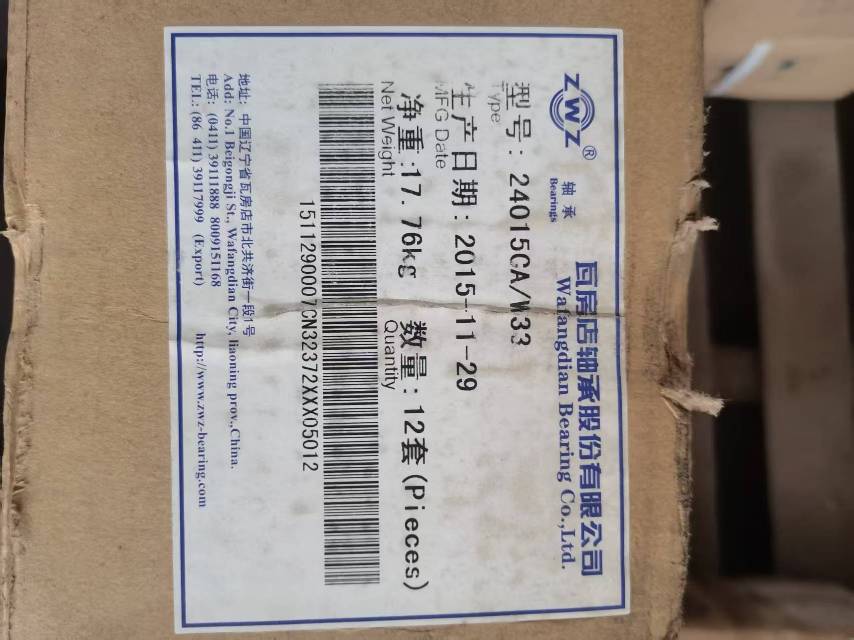 ZWZ®
轴承
Bearings
瓦房店轴承股份有限公司
Wafangdian Bearing Co.,Ltd.
型号: 24015CA/W33
Type
生产日期: 2015-11-29
MFG Date
净重:17.76kg 数量:12套(Pieces)
Net Weight Quantity
1511290007CN32372XXX05012
地址: 中国辽宁省瓦房店市北共济街一段1号
Add: No.1 Beigongji St., Wafangdian City, liaoning prov.,China.
电话: (0411) 39111888 8009151168
TEL: (86 411) 39117999 (Export) http://www.zwz-bearing.com